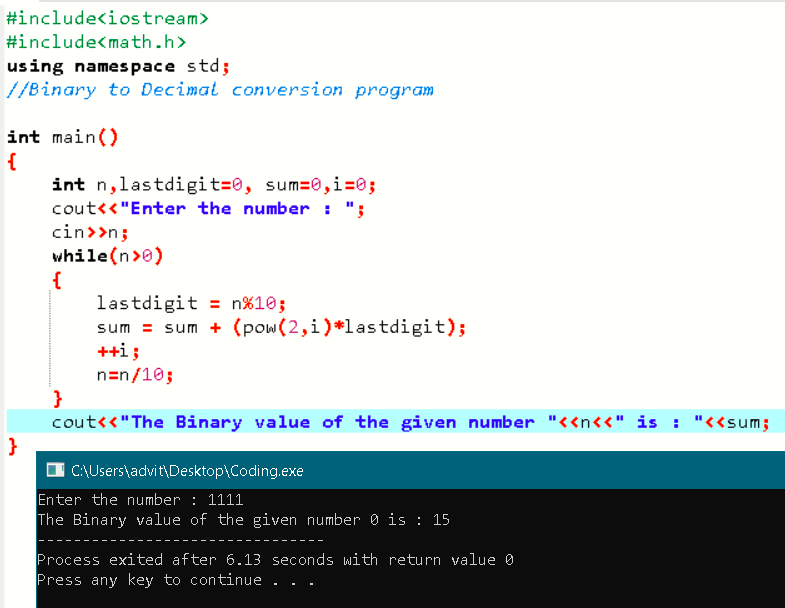 #include<iostream>
#include<math.h>
using namespace std;
//Binary to Decimal conversion program
int main()
{
int n,lastdigit=0, sum=0,i=0;
cout<<"Enter the number : ";
cin>>n;
while(n>0)
{
lastdigit = n%10;
sum = sum + (pow(2,i)*lastdigit);
++i;
n=n/10;
}
cout<<"The Binary value of the given number "<<n<<" is : "<<sum;
}
C:\Users\advit\Desktop\Coding.exe
Enter the number : 1111
The Binary value of the given number 0 is : 15
--------------------------------
Process exited after 6.13 seconds with return value 0
Press any key to continue . . .